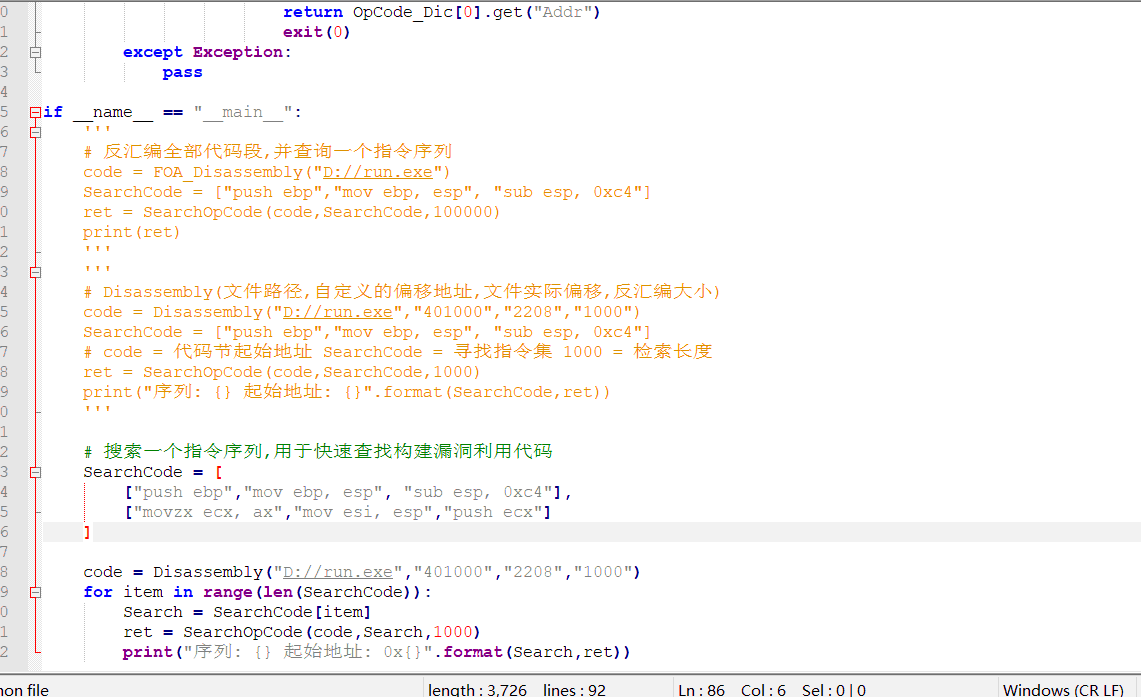 0 return OpCode_Dic[0].get("Addr")
1 exit(0)
2 except Exception:
3 pass
4
5 if __name__ == "__main__":
6 '''
7 # 反汇编全部代码段,并查询一个指令序列
8 code = FOA_Disassembly("D://run.exe")
9 SearchCode = ["push ebp","mov ebp, esp", "sub esp, 0xc4"]
0 ret = SearchOpCode(code,SearchCode,100000)
1 print(ret)
2 '''
3 '''
4 # Disassembly(文件路径,自定义的偏移地址,文件实际偏移,反汇编大小)
5 code = Disassembly("D://run.exe","401000","2208","1000")
6 SearchCode = ["push ebp","mov ebp, esp", "sub esp, 0xc4"]
7 # code = 代码节起始地址 SearchCode = 寻找指令集 1000 = 检索长度
8 ret = SearchOpCode(code,SearchCode,1000)
9 print("序列: {} 起始地址: {}".format(SearchCode,ret))
0 '''
1
2 # 搜索一个指令序列,用于快速查找构建漏洞利用代码
3 SearchCode = [
4 ["push ebp","mov ebp, esp", "sub esp, 0xc4"],
5 ["movzx ecx, ax","mov esi, esp","push ecx"]
6 ]
7
8 code = Disassembly("D://run.exe","401000","2208","1000")
9 for item in range(len(SearchCode)):
0 Search = SearchCode[item]
1 ret = SearchOpCode(code,Search,1000)
2 print("序列: {} 起始地址: 0x{}".format(Search,ret))
hon file length : 3,726 lines : 92 Ln : 86 Col : 6 Sel : 0 | 0 Windows (CR LF)